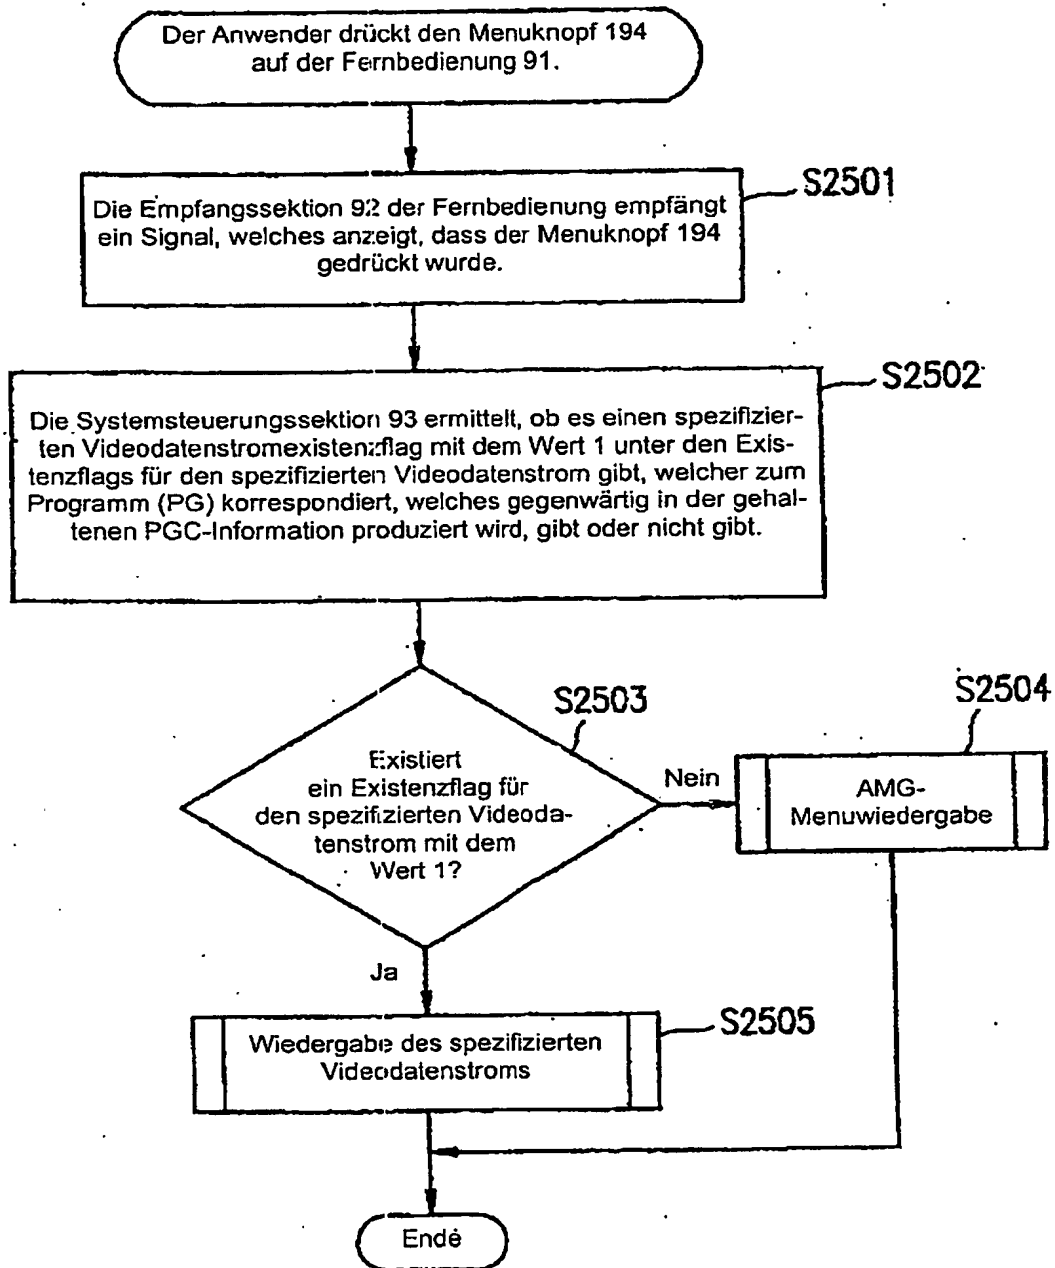 Der Anwender drückt den Menuknopf 194
auf der Fernbedienung 91.
S2501
Die Empfangssektion 92 der Fernbedienung empfängt
ein Signal, welches anzeigt, dass der Menuknopf 194
gedrückt wurde.
S2502
Die Systemsteuerungssektion 93 ermittelt, ob es einen spezifizier-
ten Videodatenstromexistenzflag mit dem Wert 1 unter den Exis-
tenzflags für den spezifizierten Videodatenstrom gibt, welcher zum
Programm (PG) korrespondiert, welches gegenwärtig in der gehal-
tenen PGC-Information produziert wird, gibt oder nicht gibt.
S2503
Existiert
ein Existenzflag für
den spezifizierten Videoda-
tenstrom mit dem
Wert 1?
Nein
S2504
AMG-
Menuwiedergabe
Ja
S2505
Wiedergabe des spezifizierten
Videodatenstroms
Ende